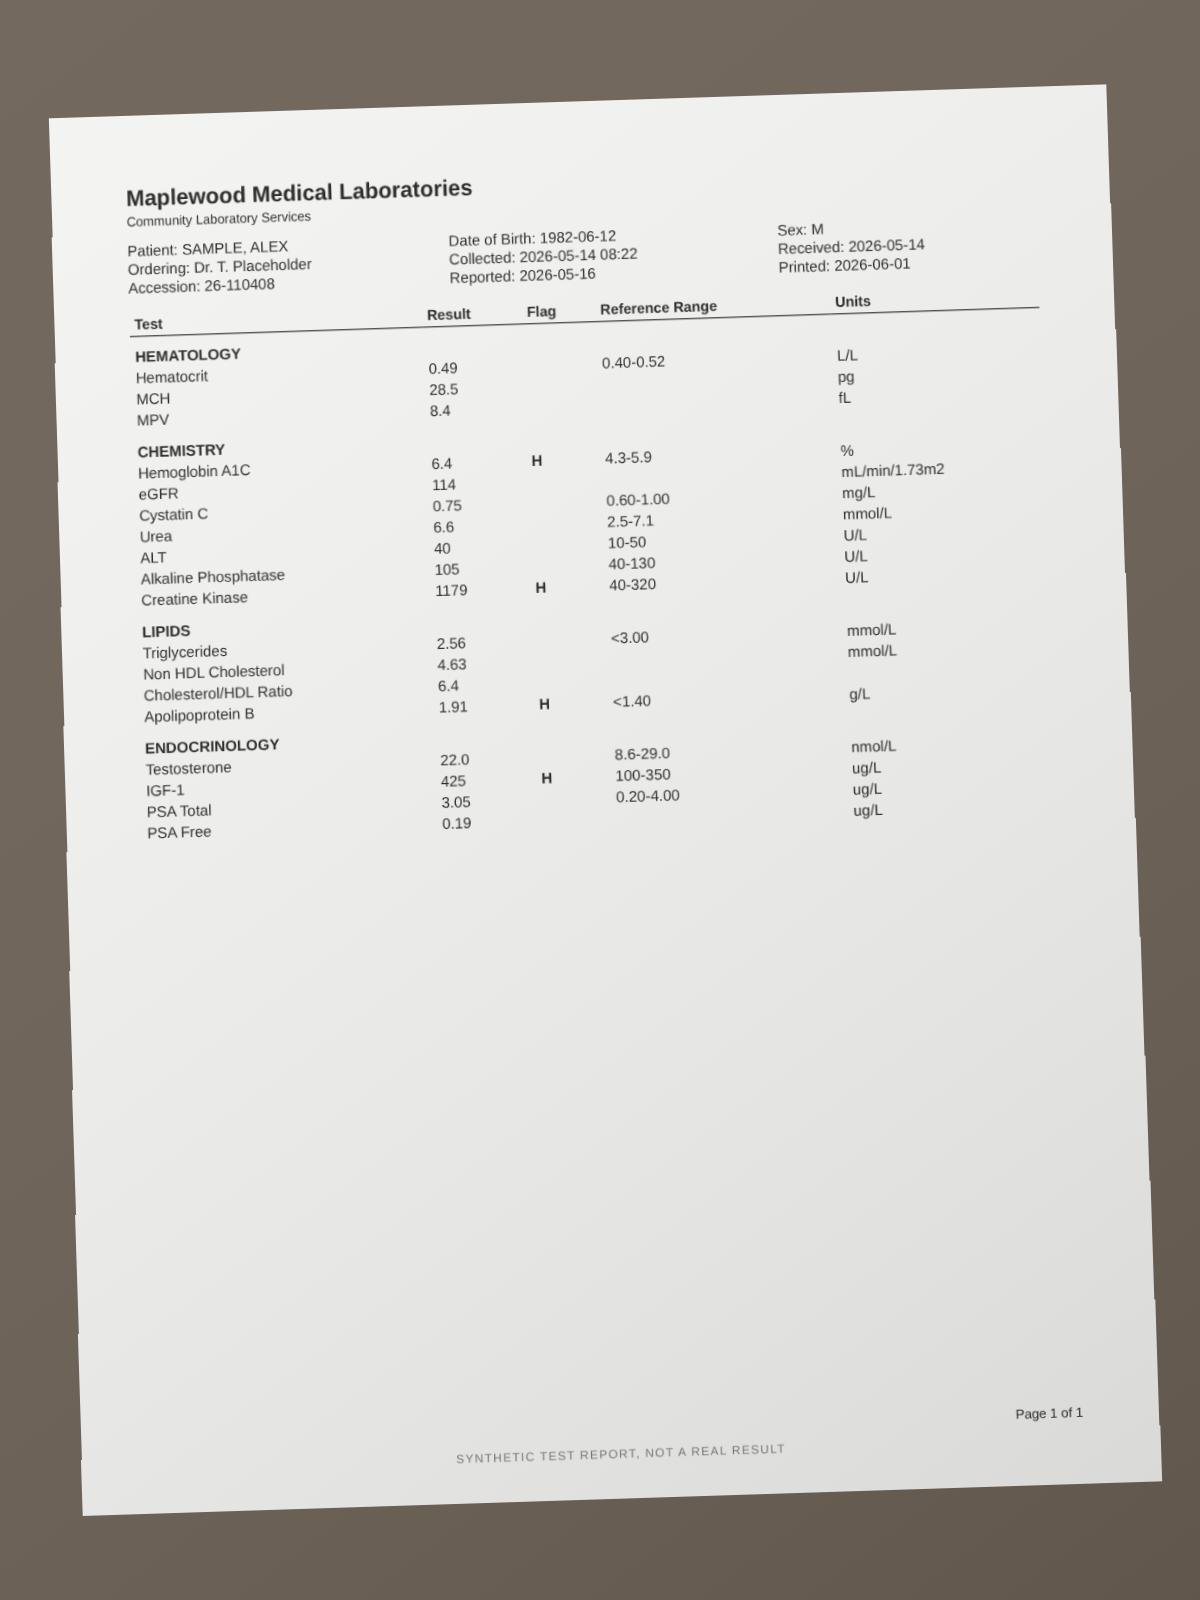 Maplewood Medical Laboratories
Community Laboratory Services
Patient: SAMPLE, ALEX Date of Birth: 1982-06-12 Sex: M
Ordering: Dr. T. Placeholder Collected: 2026-05-14 08:22 Received: 2026-05-14
Accession: 26-110408 Reported: 2026-05-16 Printed: 2026-06-01
Test Result Flag Reference Range Units
HEMATOLOGY
Hematocrit 0.49 0.40-0.52 L/L
MCH 28.5 pg
MPV 8.4 fL
CHEMISTRY
Hemoglobin A1C 6.4 H 4.3-5.9 %
eGFR 114 mL/min/1.73m2
Cystatin C 0.75 0.60-1.00 mg/L
Urea 6.6 2.5-7.1 mmol/L
ALT 40 10-50 U/L
Alkaline Phosphatase 105 40-130 U/L
Creatine Kinase 1179 H 40-320 U/L
LIPIDS
Triglycerides 2.56 <3.00 mmol/L
Non HDL Cholesterol 4.63 mmol/L
Cholesterol/HDL Ratio 6.4
Apolipoprotein B 1.91 H <1.40 g/L
ENDOCRINOLOGY
Testosterone 22.0 8.6-29.0 nmol/L
IGF-1 425 H 100-350 ug/L
PSA Total 3.05 0.20-4.00 ug/L
PSA Free 0.19 ug/L
Page 1 of 1
SYNTHETIC TEST REPORT, NOT A REAL RESULT